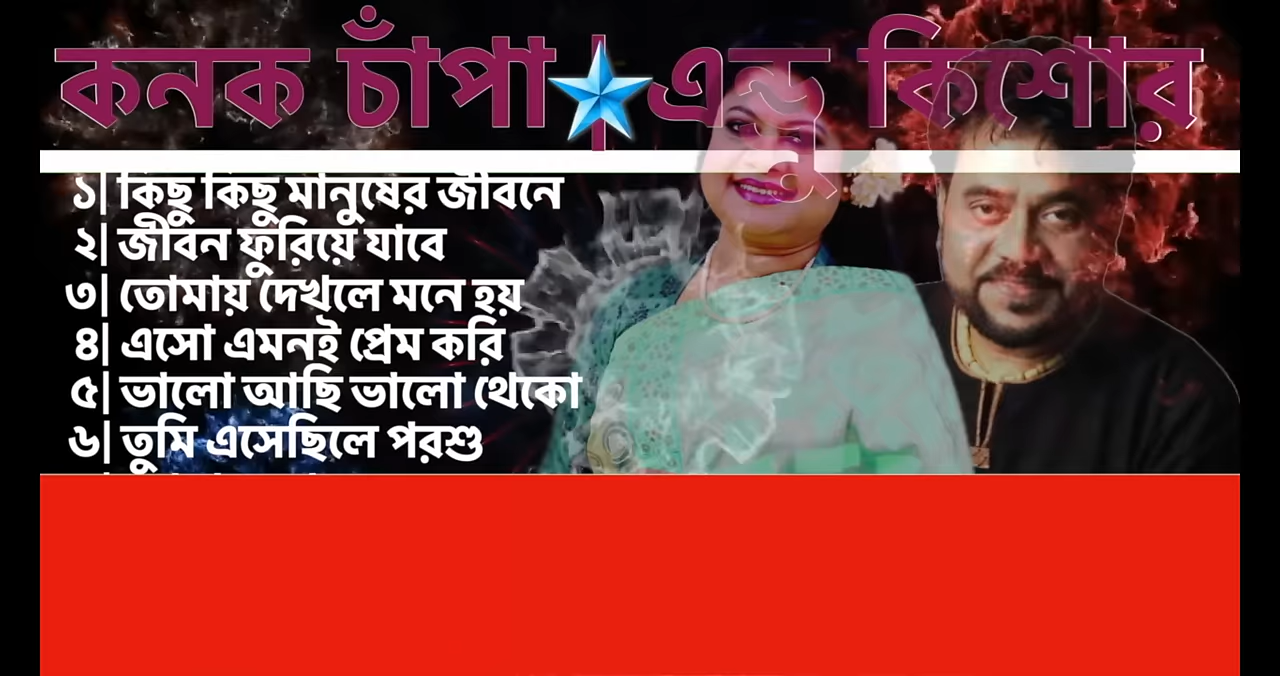 কনক চাঁপা | এন্ড্রু কিশোর
১| কিছু কিছু মানুষের জীবনে
২| জীবন ফুরিয়ে যাবে
৩| তোমায় দেখলে মনে হয়
৪| এসো এমনই প্রেম করি
৫| ভালো আছি ভালো থেকো
৬| তুমি এসেছিলে পরশু